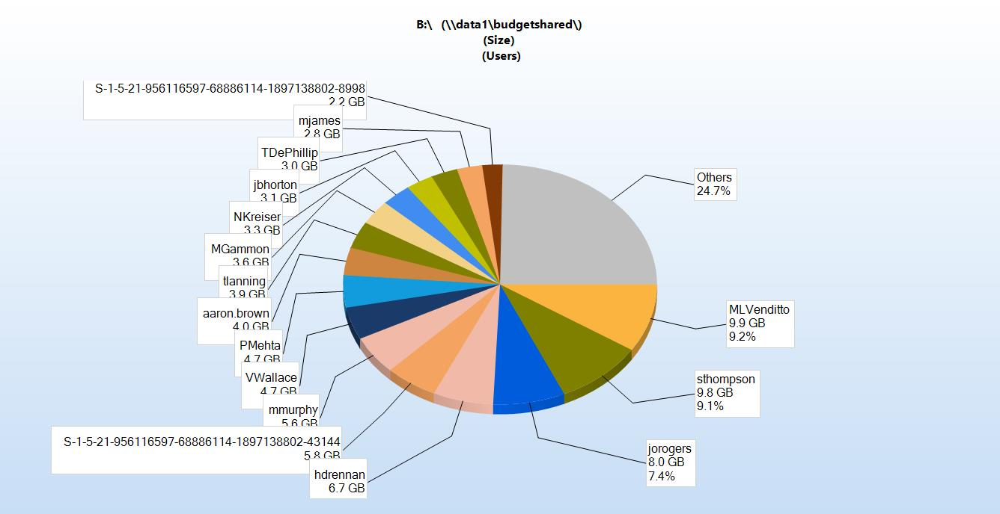 B:\ (\\data1\budgetshared\)
(Size)
(Users)
S-1-5-21-956116597-68886114-1897138802-8998
2.2 GB
mjames
2.8 GB
TDePhillip
3.0 GB
jbhorton
3.1 GB
NKreiser
3.3 GB
MGammon
3.6 GB
tlanning
3.9 GB
aaron.brown
4.0 GB
PMehta
4.7 GB
VWallace
4.7 GB
mmurphy
5.6 GB
S-1-5-21-956116597-68886114-1897138802-43144
5.8 GB
hdrennan
6.7 GB
Others
24.7%
MLVenditto
9.9 GB
9.2%
sthompson
9.8 GB
9.1%
jorogers
8.0 GB
7.4%